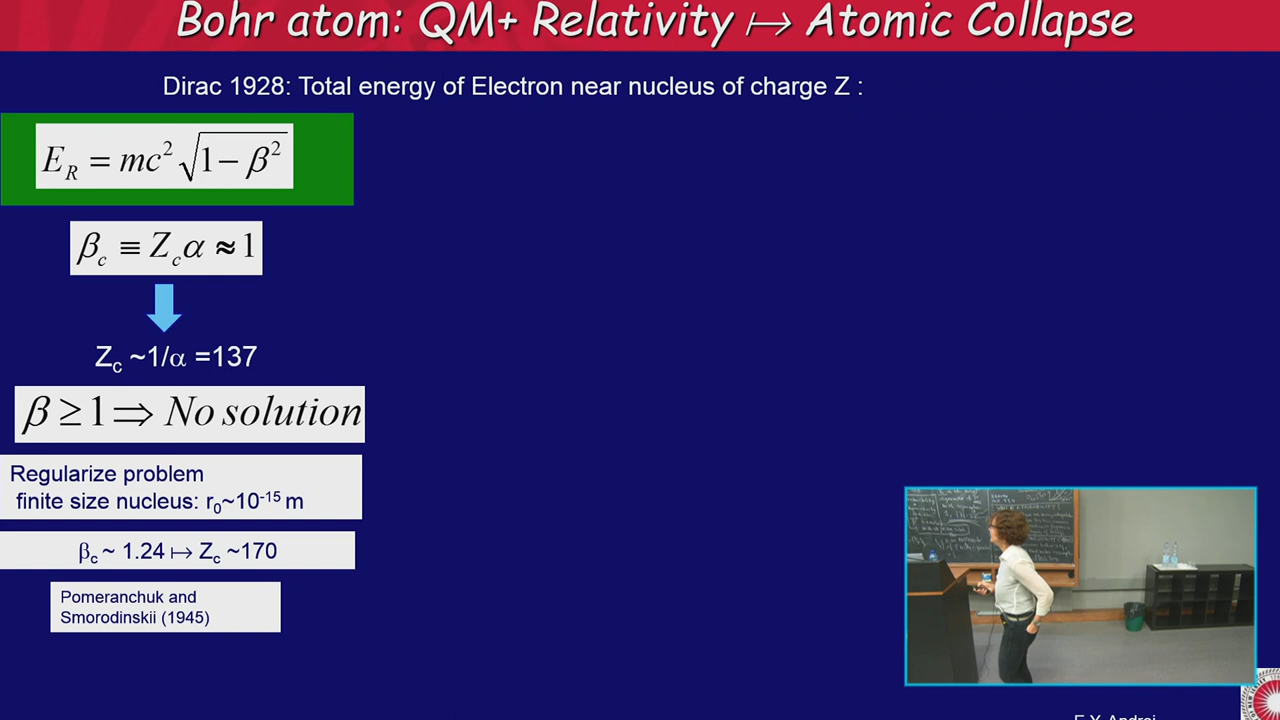 Bohr atom: QM+ Relativity ↦ Atomic Collapse
Dirac 1928: Total energy of Electron near nucleus of charge Z :
E_R = mc²√(1 − β²)
β_c ≡ Z_c α ≈ 1
Z_c ~1/α =137
β ≥ 1 ⇒ No solution
Regularize problem
finite size nucleus: r₀~10⁻¹⁵ m
β_c ~ 1.24 ↦ Z_c ~170
Pomeranchuk and
Smorodinskii (1945)